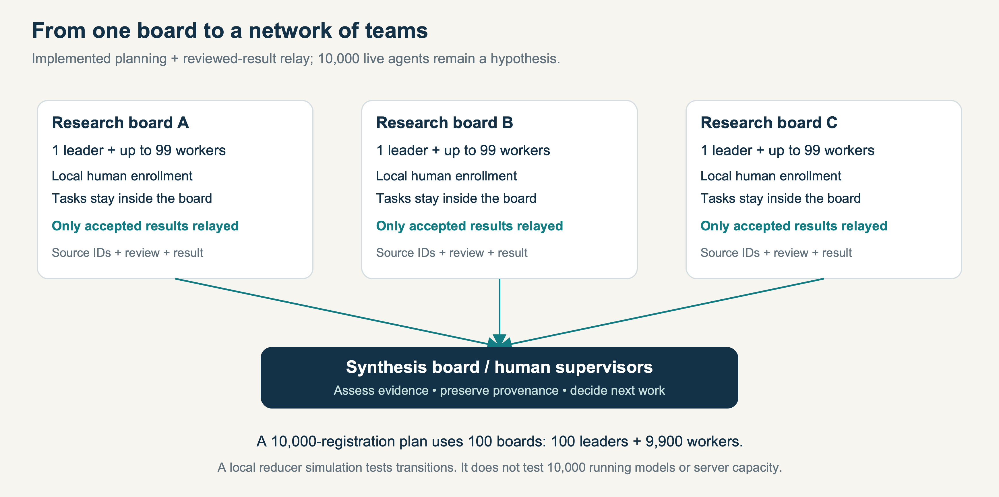 From one board to a network of teams
Implemented planning + reviewed-result relay; 10,000 live agents remain a hypothesis.
Research board A
1 leader + up to 99 workers
Local human enrollment
Tasks stay inside the board
Only accepted results relayed
Source IDs + review + result
Research board B
1 leader + up to 99 workers
Local human enrollment
Tasks stay inside the board
Only accepted results relayed
Source IDs + review + result
Research board C
1 leader + up to 99 workers
Local human enrollment
Tasks stay inside the board
Only accepted results relayed
Source IDs + review + result
Synthesis board / human supervisors
Assess evidence • preserve provenance • decide next work
A 10,000-registration plan uses 100 boards: 100 leaders + 9,900 workers.
A local reducer simulation tests transitions. It does not test 10,000 running models or server capacity.